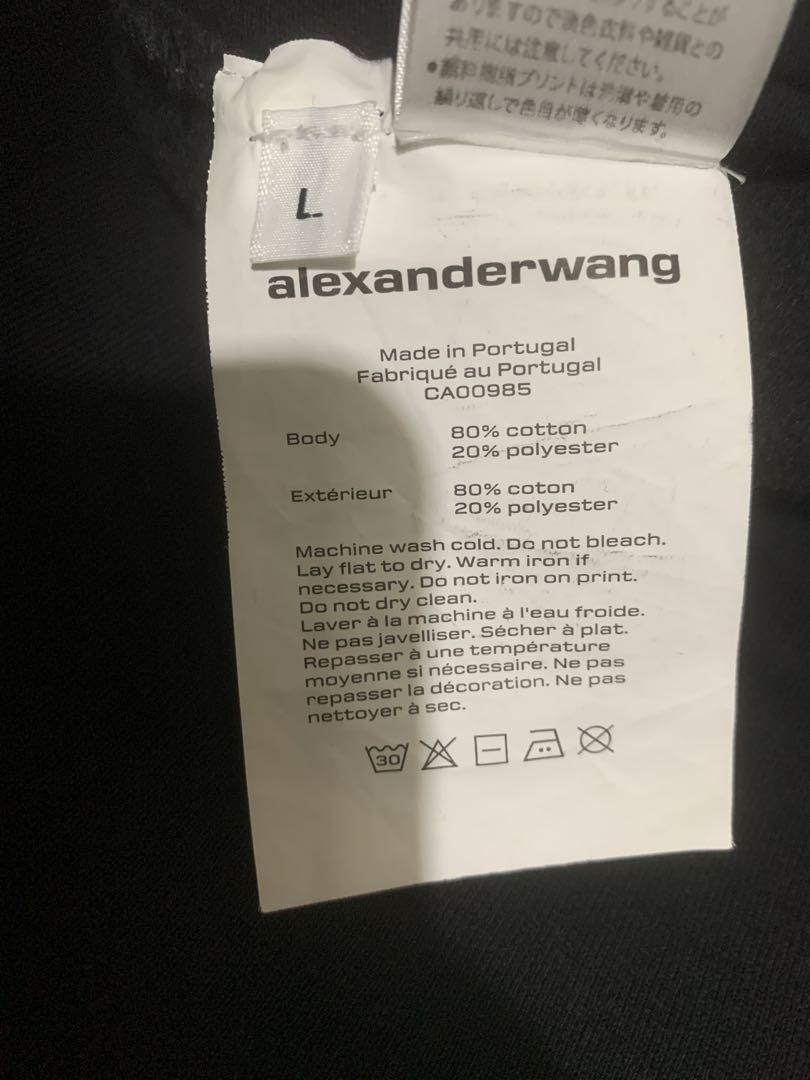 ありますので淡色衣料や雑貨との
共用には注意してください。
●顔料樹脂プリントは洗濯や着用の
繰り返しで色目が薄くなります。
L
alexanderwang
Made in Portugal
Fabriqué au Portugal
CA00985
Body 80% cotton
20% polyester
Extérieur 80% coton
20% polyester
Machine wash cold. Do not bleach.
Lay flat to dry. Warm iron if
necessary. Do not iron on print.
Do not dry clean.
Laver à la machine à l'eau froide.
Ne pas javelliser. Sécher à plat.
Repasser à une température
moyenne si nécessaire. Ne pas
repasser la décoration. Ne pas
nettoyer à sec.
30